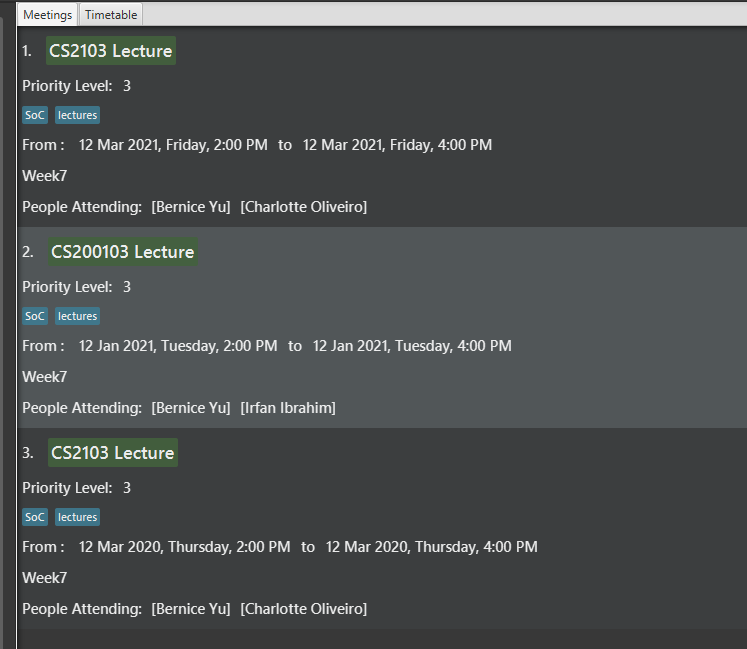 Meetings Timetable
1. CS2103 Lecture
Priority Level: 3
SoC lectures
From : 12 Mar 2021, Friday, 2:00 PM to 12 Mar 2021, Friday, 4:00 PM
Week7
People Attending: [Bernice Yu] [Charlotte Oliveiro]
2. CS200103 Lecture
Priority Level: 3
SoC lectures
From : 12 Jan 2021, Tuesday, 2:00 PM to 12 Jan 2021, Tuesday, 4:00 PM
Week7
People Attending: [Bernice Yu] [Irfan Ibrahim]
3. CS2103 Lecture
Priority Level: 3
SoC lectures
From : 12 Mar 2020, Thursday, 2:00 PM to 12 Mar 2020, Thursday, 4:00 PM
Week7
People Attending: [Bernice Yu] [Charlotte Oliveiro]